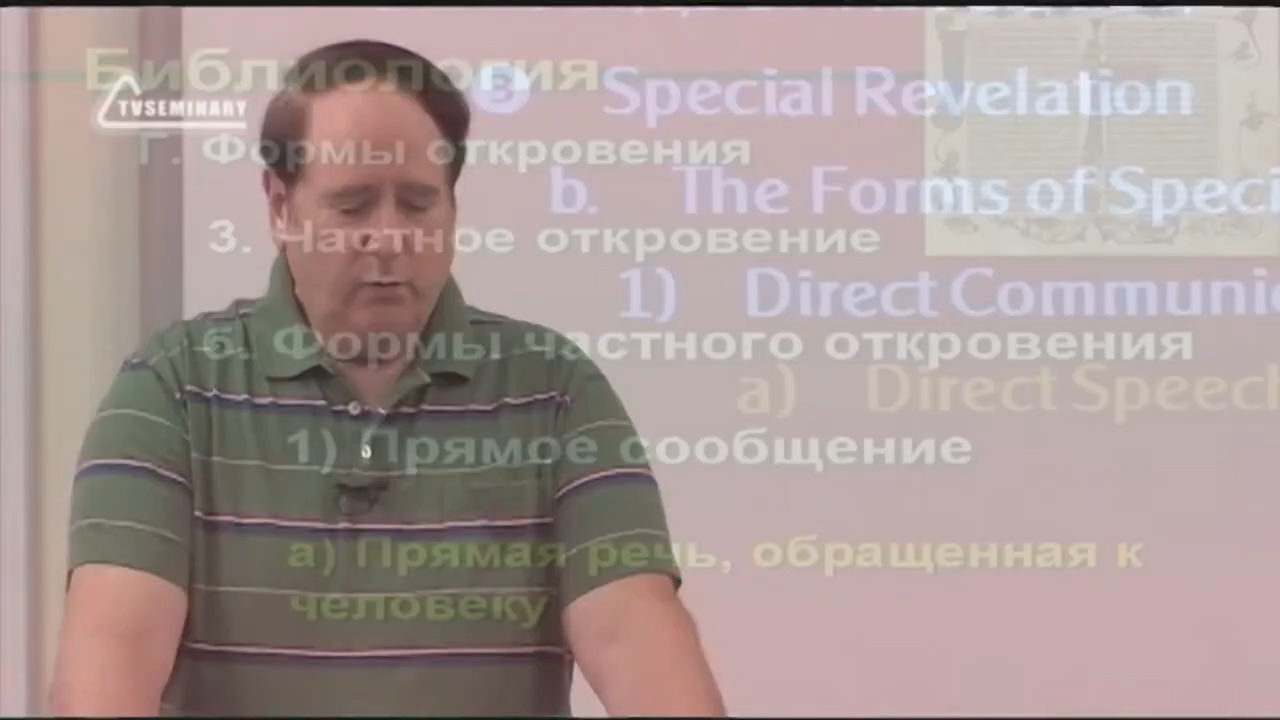 Библиология
TVSEMINARY
3 Special Revelation
Г. Формы откровения
b. The Forms of Speci
3. Частное откровение
1) Direct Communic
б. Формы частного откровения
a) Direct Speech
1) Прямое сообщение
а) Прямая речь, обращенная к
человеку